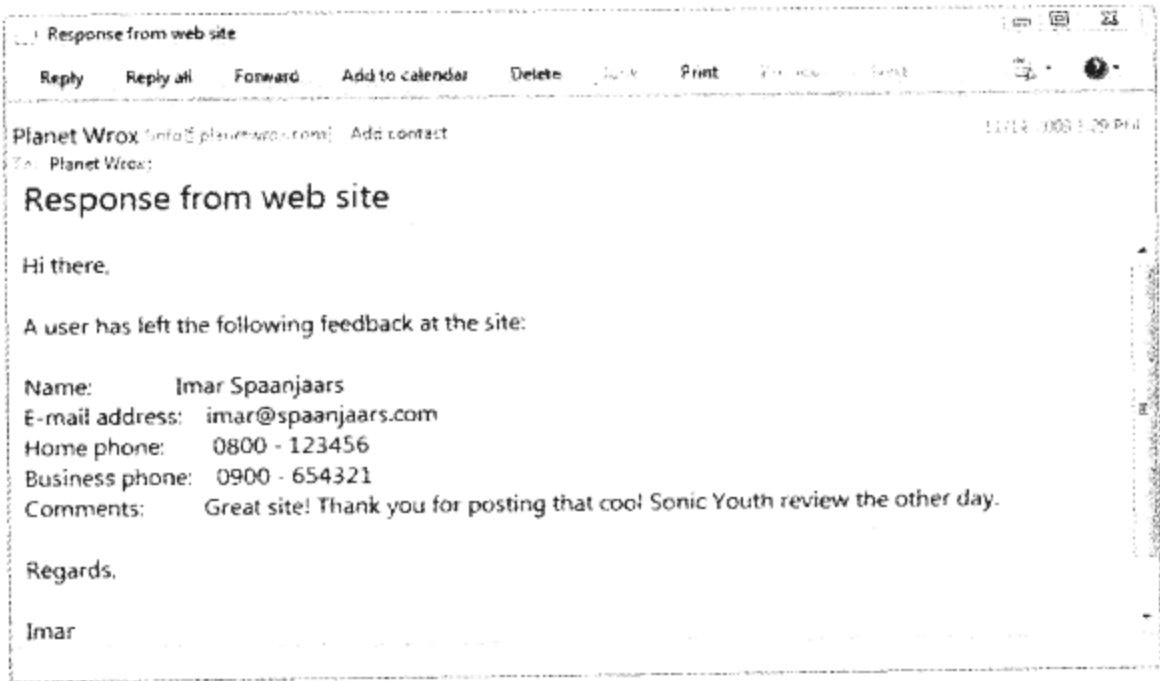 Response from web site
Reply Reply all Forward Add to calendar Delete Print
Planet Wrox Add contact
Planet Wrox;
Response from web site
Hi there,
A user has left the following feedback at the site:
Name: Imar Spaanjaars
E-mail address: imar@spaanjaars.com
Home phone: 0800 - 123456
Business phone: 0900 - 654321
Comments: Great site! Thank you for posting that cool Sonic Youth review the other day.
Regards,
Imar